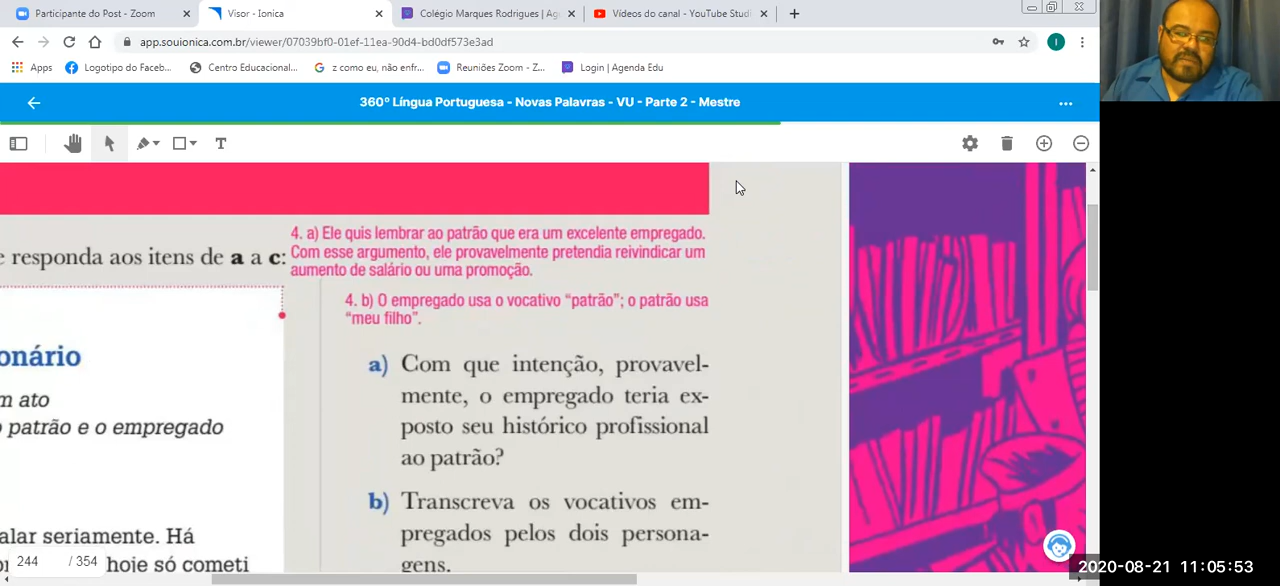 Participante do Post - Zoom
Visor - Ionica
Colégio Marques Rodrigues | Ag
Vídeos do canal - YouTube Studi
app.souionica.com.br/viewer/07039bf0-01ef-11ea-90d4-bd0df573e3ad
I
Apps
Logotipo do Faceb...
Centro Educacional...
z como eu, não enfr...
Reuniões Zoom - Z...
Login | Agenda Edu
360º Língua Portuguesa - Novas Palavras - VU - Parte 2 - Mestre
T
4. a) Ele quis lembrar ao patrão que era um excelente empregado.
e responda aos itens de a a c: Com esse argumento, ele provavelmente pretendia reivindicar um
aumento de salário ou uma promoção.
4. b) O empregado usa o vocativo “patrão”; o patrão usa
“meu filho”.
onário
m ato
o patrão e o empregado
alar seriamente. Há
hoje só cometi
a) Com que intenção, provavel-
mente, o empregado teria ex-
posto seu histórico profissional
ao patrão?
b) Transcreva os vocativos em-
pregados pelos dois persona-
gens.
244 / 354
2020-08-21 11:05:53